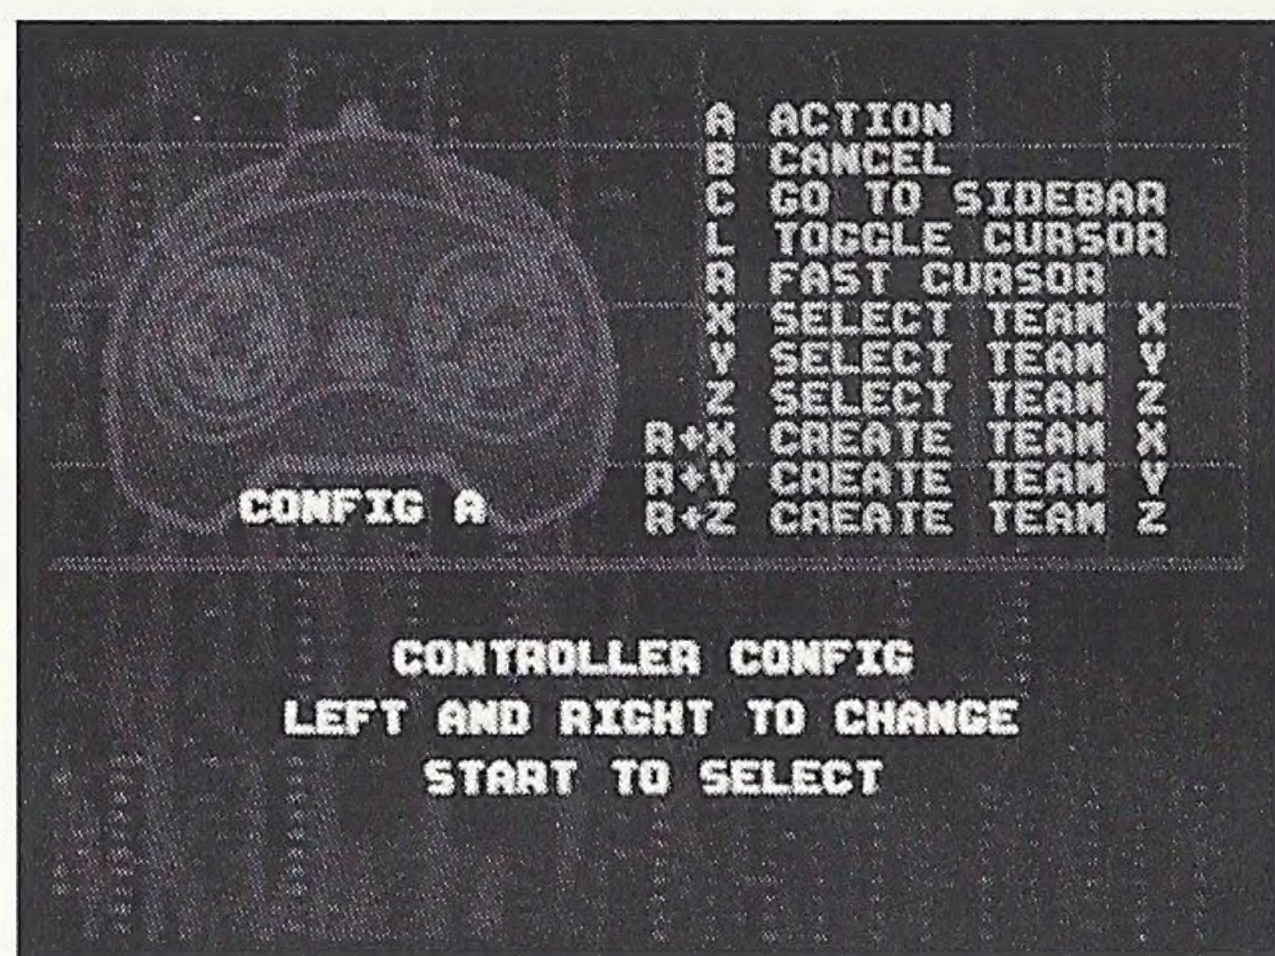 A ACTION
B CANCEL
C GO TO SIDEBAR
L TOGGLE CURSOR
R FAST CURSOR
X SELECT TEAM X
Y SELECT TEAM Y
Z SELECT TEAM Z
R+X CREATE TEAM X
R+Y CREATE TEAM Y
R+Z CREATE TEAM Z
CONFIG A
CONTROLLER CONFIG
LEFT AND RIGHT TO CHANGE
START TO SELECT